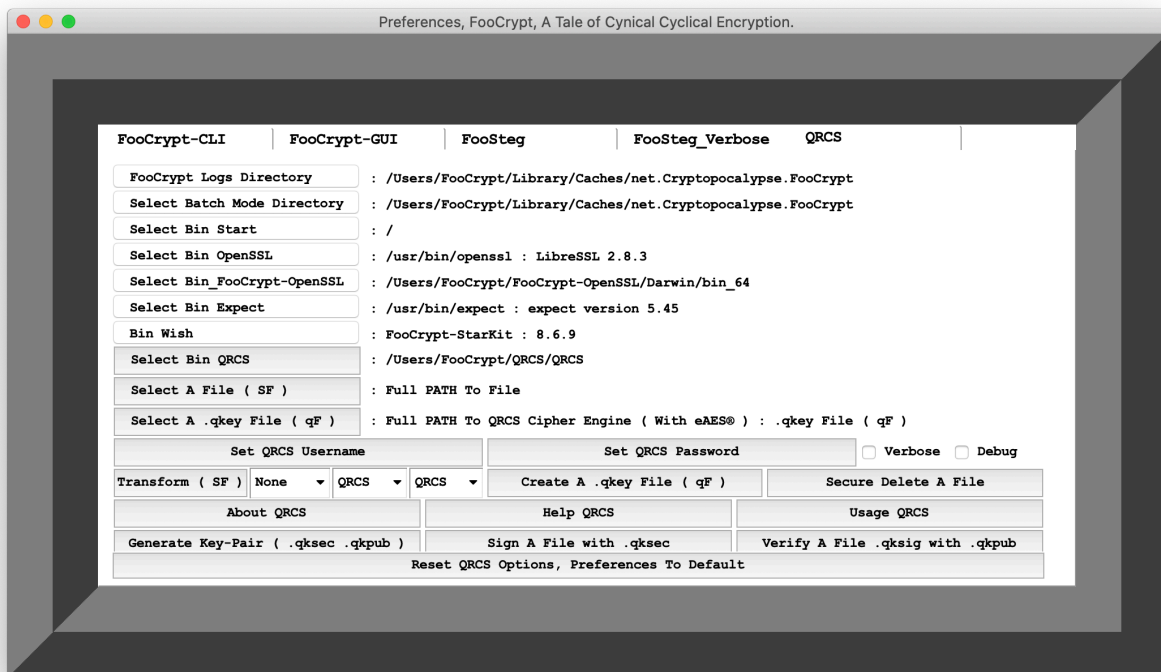 Preferences, FooCrypt, A Tale of Cynical Cyclical Encryption.
FooCrypt-CLI FooCrypt-GUI FooSteg FooSteg_Verbose QRCS
FooCrypt Logs Directory : /Users/FooCrypt/Library/Caches/net.Cryptopocalypse.FooCrypt
Select Batch Mode Directory : /Users/FooCrypt/Library/Caches/net.Cryptopocalypse.FooCrypt
Select Bin Start : /
Select Bin OpenSSL : /usr/bin/openssl : LibreSSL 2.8.3
Select Bin_FooCrypt-OpenSSL : /Users/FooCrypt/FooCrypt-OpenSSL/Darwin/bin_64
Select Bin Expect : /usr/bin/expect : expect version 5.45
Bin Wish : FooCrypt-StarKit : 8.6.9
Select Bin QRCS : /Users/FooCrypt/QRCS/QRCS
Select A File ( SF ) : Full PATH To File
Select A .qkey File ( qF ) : Full PATH To QRCS Cipher Engine ( With eAES® ) : .qkey File ( qF )
Set QRCS Username Set QRCS Password Verbose Debug
Transform ( SF ) None QRCS QRCS Create A .qkey File ( qF ) Secure Delete A File
About QRCS Help QRCS Usage QRCS
Generate Key-Pair ( .qksec .qkpub ) Sign A File with .qksec Verify A File .qksig with .qkpub
Reset QRCS Options, Preferences To Default